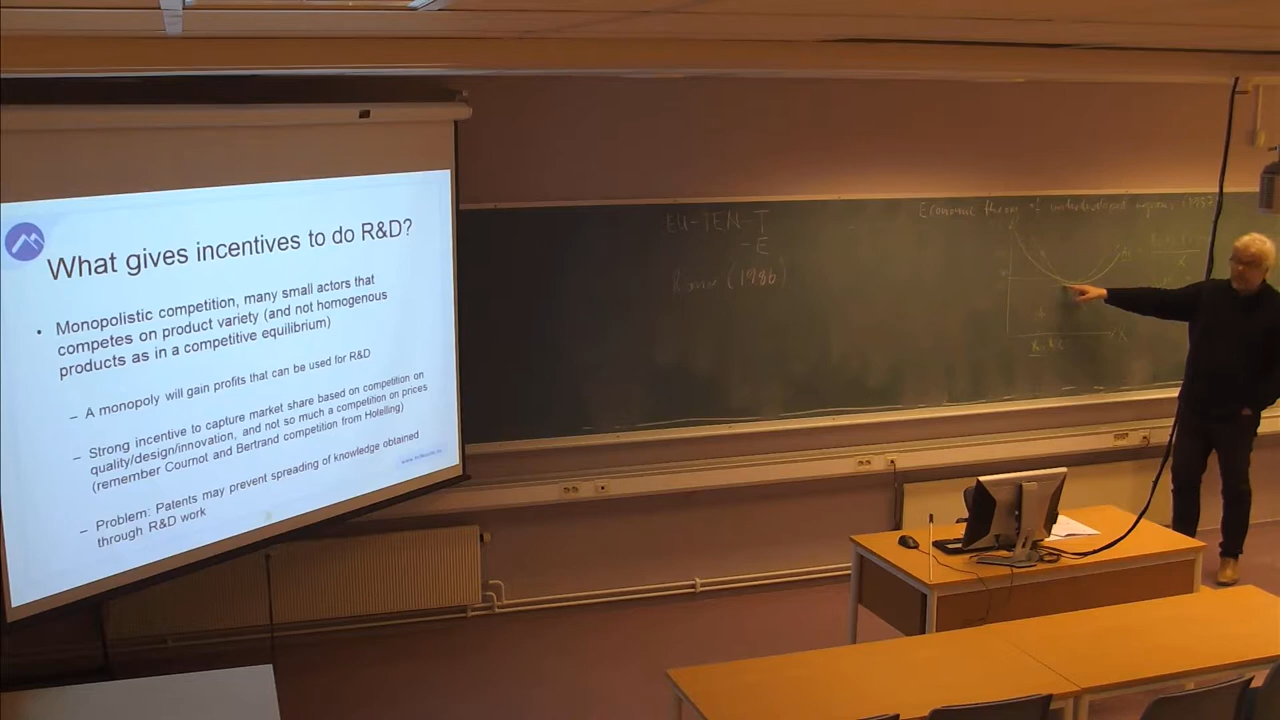 What gives incentives to do R&D?
• Monopolistic competition, many small actors that
competes on product variety (and not homogenous
products as in a competitive equilibrium)
– A monopoly will gain profits that can be used for R&D
– Strong incentive to capture market share based on competition on
quality/design/innovation, and not so much a competition on prices
(remember Cournot and Bertrand competition from Hotelling)
– Problem: Patents may prevent spreading of knowledge obtained
through R&D work
EU-TEN-T
-E
Romer (1986)
Economic theory of
X